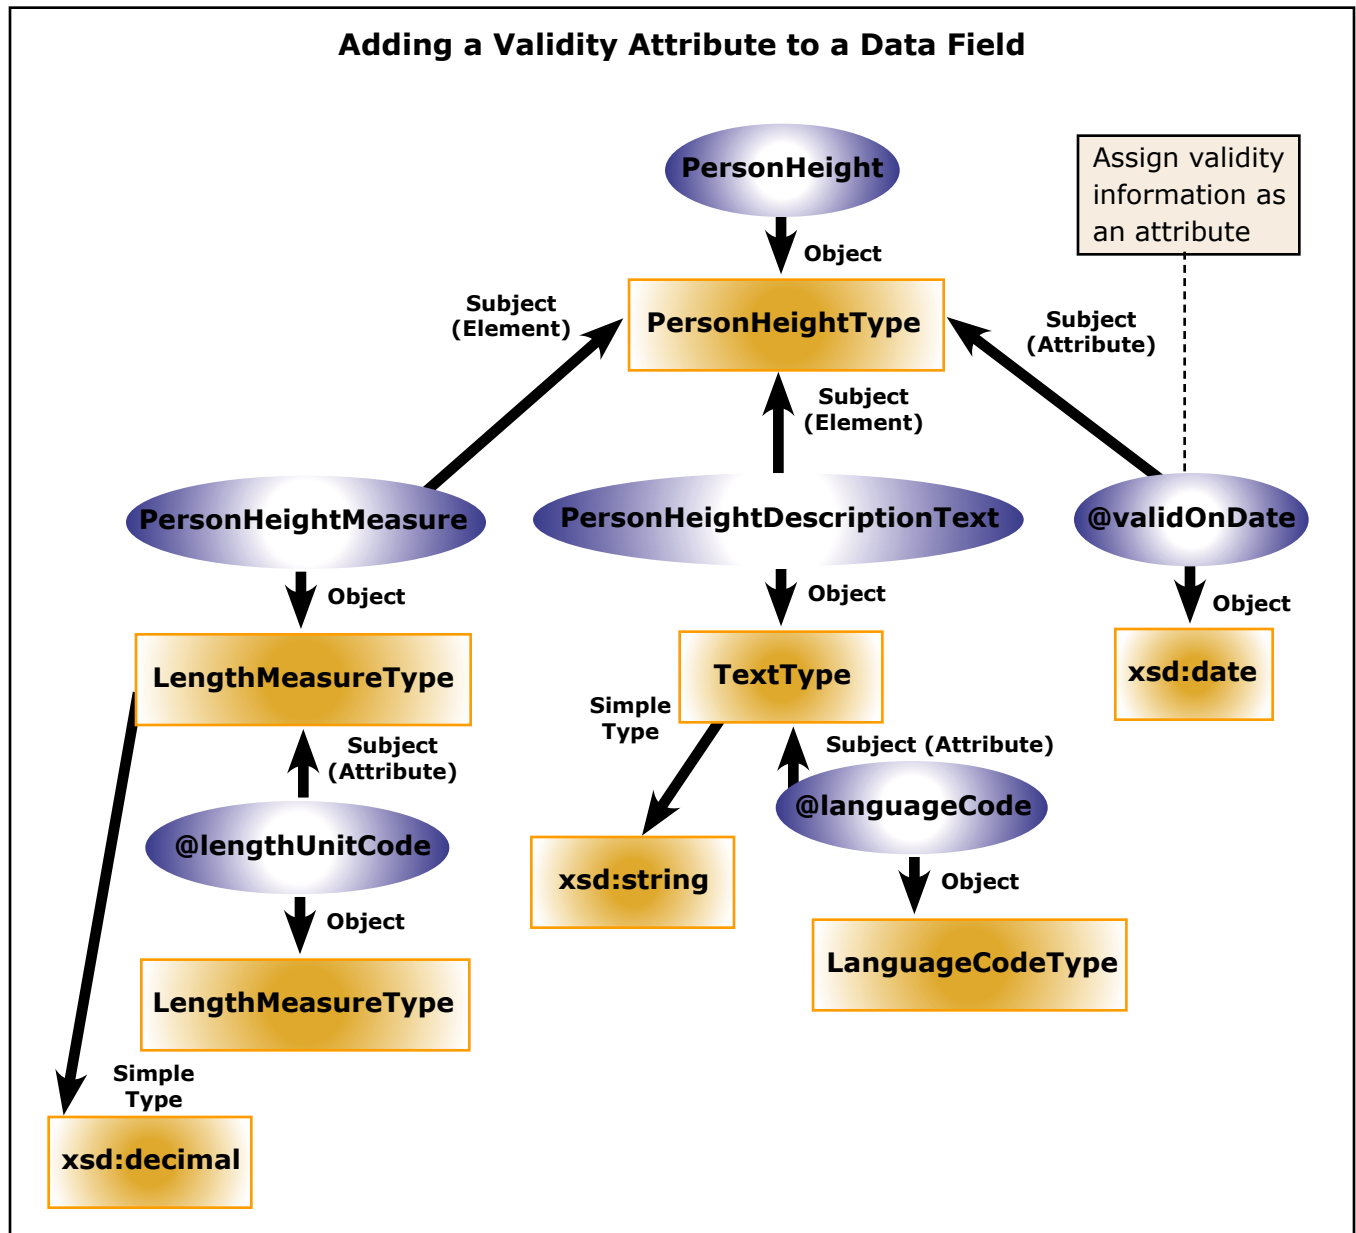 Adding a Validity Attribute to a Data Field
PersonHeight
Assign validity
information as
an attribute
Object
PersonHeightType
Subject
(Element)
Subject
(Attribute)
Subject
(Element)
PersonHeightMeasure
PersonHeightDescriptionText
@validOnDate
Object
Object
Object
LengthMeasureType
TextType
xsd:date
Simple
Type
Subject
(Attribute)
Subject (Attribute)
@languageCode
@lengthUnitCode
xsd:string
Object
Object
LanguageCodeType
LengthMeasureType
Simple
Type
xsd:decimal